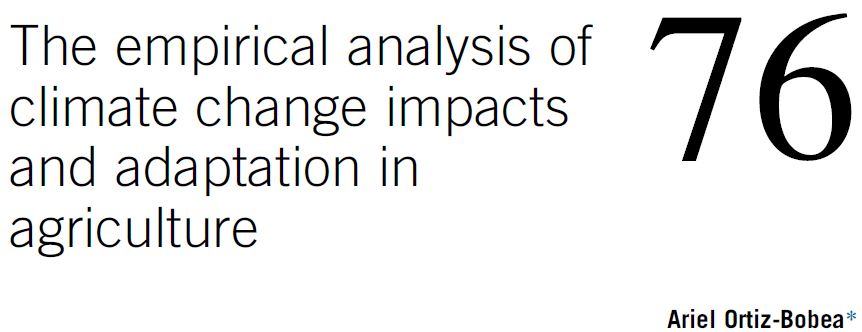 The empirical analysis of
climate change impacts
and adaptation in
agriculture
76
Ariel Ortiz-Bobea*